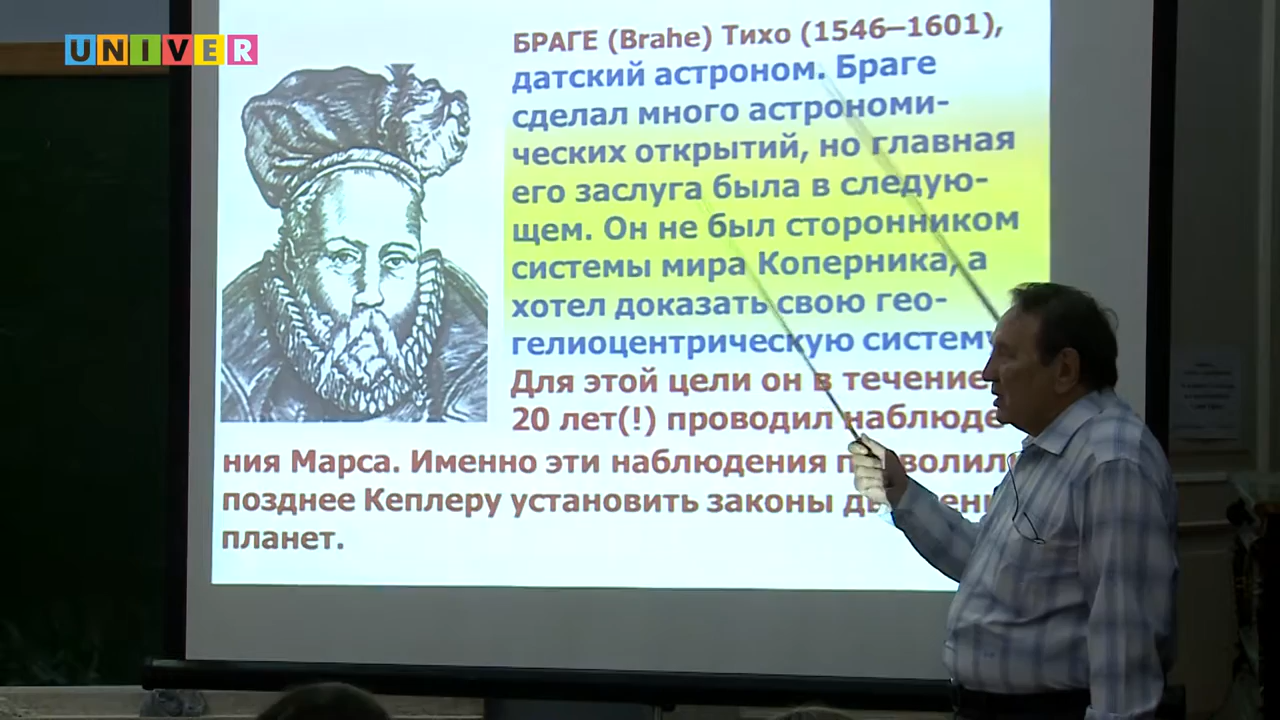 UNIVER
БРАГЕ (Brahe) Тихо (1546–1601),
датский астроном. Браге
сделал много астрономи-
ческих открытий, но главная
его заслуга была в следую-
щем. Он не был сторонником
системы мира Коперника, а
хотел доказать свою гео-
гелиоцентрическую систему
Для этой цели он в течение
20 лет(!) проводил наблюде
ния Марса. Именно эти наблюдения позволили
позднее Кеплеру установить законы движени
планет.